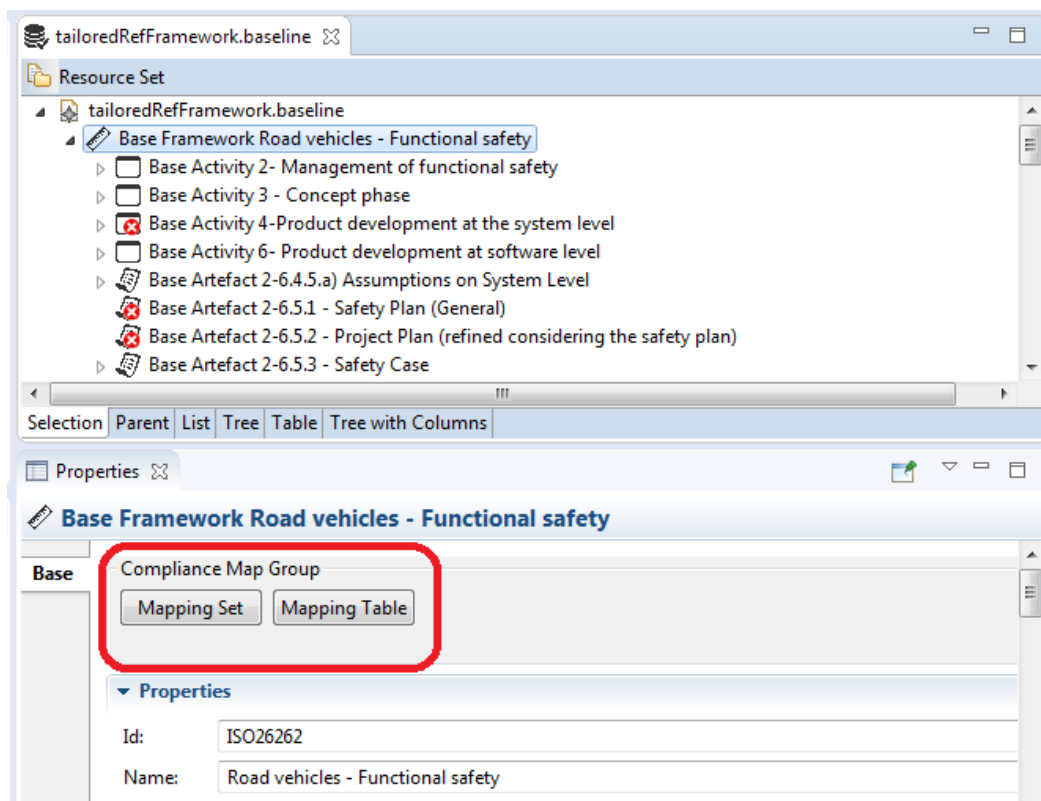 tailoredRefFramework.baseline
Resource Set
tailoredRefFramework.baseline
Base Framework Road vehicles - Functional safety
Base Activity 2- Management of functional safety
Base Activity 3 - Concept phase
Base Activity 4-Product development at the system level
Base Activity 6- Product development at software level
Base Artefact 2-6.4.5.a) Assumptions on System Level
Base Artefact 2-6.5.1 - Safety Plan (General)
Base Artefact 2-6.5.2 - Project Plan (refined considering the safety plan)
Base Artefact 2-6.5.3 - Safety Case
Selection Parent List Tree Table Tree with Columns
Properties
Base Framework Road vehicles - Functional safety
Base Compliance Map Group
Mapping Set Mapping Table
Properties
Id: ISO26262
Name: Road vehicles - Functional safety